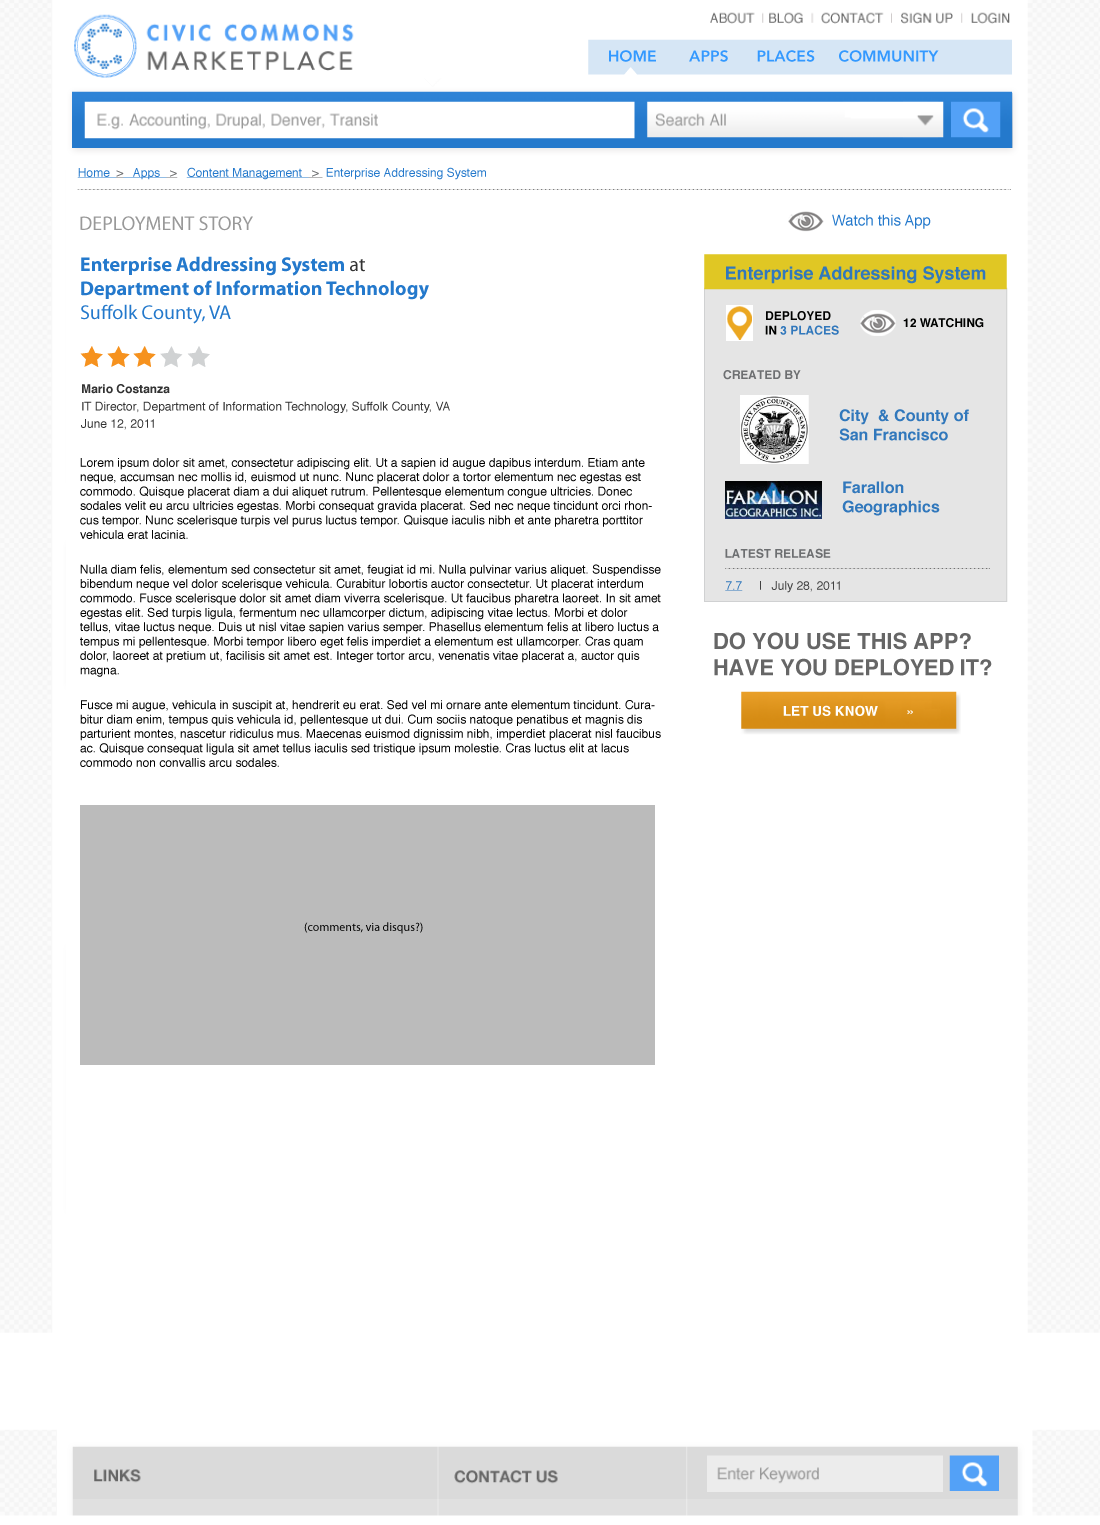 CIVIC COMMONS
MARKETPLACE
ABOUT | BLOG | CONTACT | SIGN UP | LOGIN
HOME APPS PLACES COMMUNITY
E.g. Accounting, Drupal, Denver, Transit
Search All
Home > Apps > Content Management > Enterprise Addressing System
DEPLOYMENT STORY
Watch this App
Enterprise Addressing System at
Department of Information Technology
Suffolk County, VA
Mario Costanza
IT Director, Department of Information Technology, Suffolk County, VA
June 12, 2011
Lorem ipsum dolor sit amet, consectetur adipiscing elit. Ut a sapien id augue dapibus interdum. Etiam ante
neque, accumsan nec mollis id, euismod ut nunc. Nunc placerat dolor a tortor elementum nec egestas est
commodo. Quisque placerat diam a dui aliquet rutrum. Pellentesque elementum congue ultricies. Donec
sodales velit eu arcu ultricies egestas. Morbi consequat gravida placerat. Sed nec neque tincidunt orci rhon-
cus tempor. Nunc scelerisque turpis vel purus luctus tempor. Quisque iaculis nibh et ante pharetra porttitor
vehicula erat lacinia.
Nulla diam felis, elementum sed consectetur sit amet, feugiat id mi. Nulla pulvinar varius aliquet. Suspendisse
bibendum neque vel dolor scelerisque vehicula. Curabitur lobortis auctor consectetur. Ut placerat interdum
commodo. Fusce scelerisque dolor sit amet diam viverra scelerisque. Ut faucibus pharetra laoreet. In sit amet
egestas elit. Sed turpis ligula, fermentum nec ullamcorper dictum, adipiscing vitae lectus. Morbi et dolor
tellus, vitae luctus neque. Duis ut nisl vitae sapien varius semper. Phasellus elementum felis at libero luctus a
tempus mi pellentesque. Morbi tempor libero eget felis imperdiet a elementum est ullamcorper. Cras quam
dolor, laoreet at pretium ut, facilisis sit amet est. Integer tortor arcu, venenatis vitae placerat a, auctor quis
magna.
Fusce mi augue, vehicula in suscipit at, hendrerit eu erat. Sed vel mi ornare ante elementum tincidunt. Cura-
bitur diam enim, tempus quis vehicula id, pellentesque ut dui. Cum sociis natoque penatibus et magnis dis
parturient montes, nascetur ridiculus mus. Maecenas euismod dignissim nibh, imperdiet placerat nisl faucibus
ac. Quisque consequat ligula sit amet tellus iaculis sed tristique ipsum molestie. Cras luctus elit at lacus
commodo non convallis arcu sodales.
(comments, via disqus?)
Enterprise Addressing System
DEPLOYED
IN 3 PLACES
12 WATCHING
CREATED BY
SEAL OF THE CITY AND COUNTY OF SAN FRANCISCO
City & County of
San Francisco
FARALLON
GEOGRAPHICS INC.
Farallon
Geographics
LATEST RELEASE
7.7 | July 28, 2011
DO YOU USE THIS APP?
HAVE YOU DEPLOYED IT?
LET US KNOW »
LINKS
CONTACT US
Enter Keyword